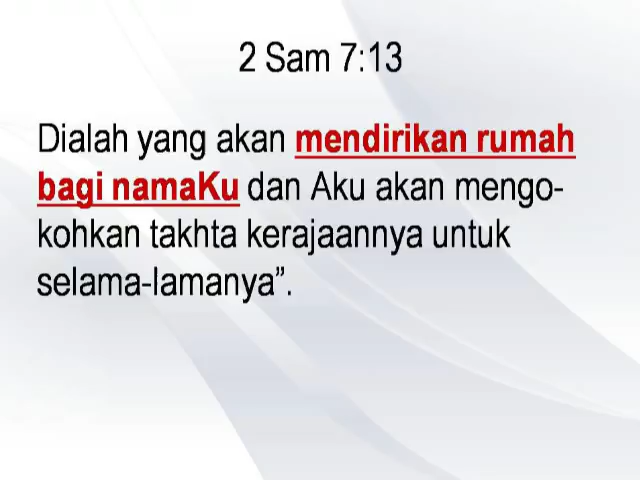 2 Sam 7:13
Dialah yang akan mendirikan rumah
bagi namaKu dan Aku akan mengo-
kohkan takhta kerajaannya untuk
selama-lamanya”.